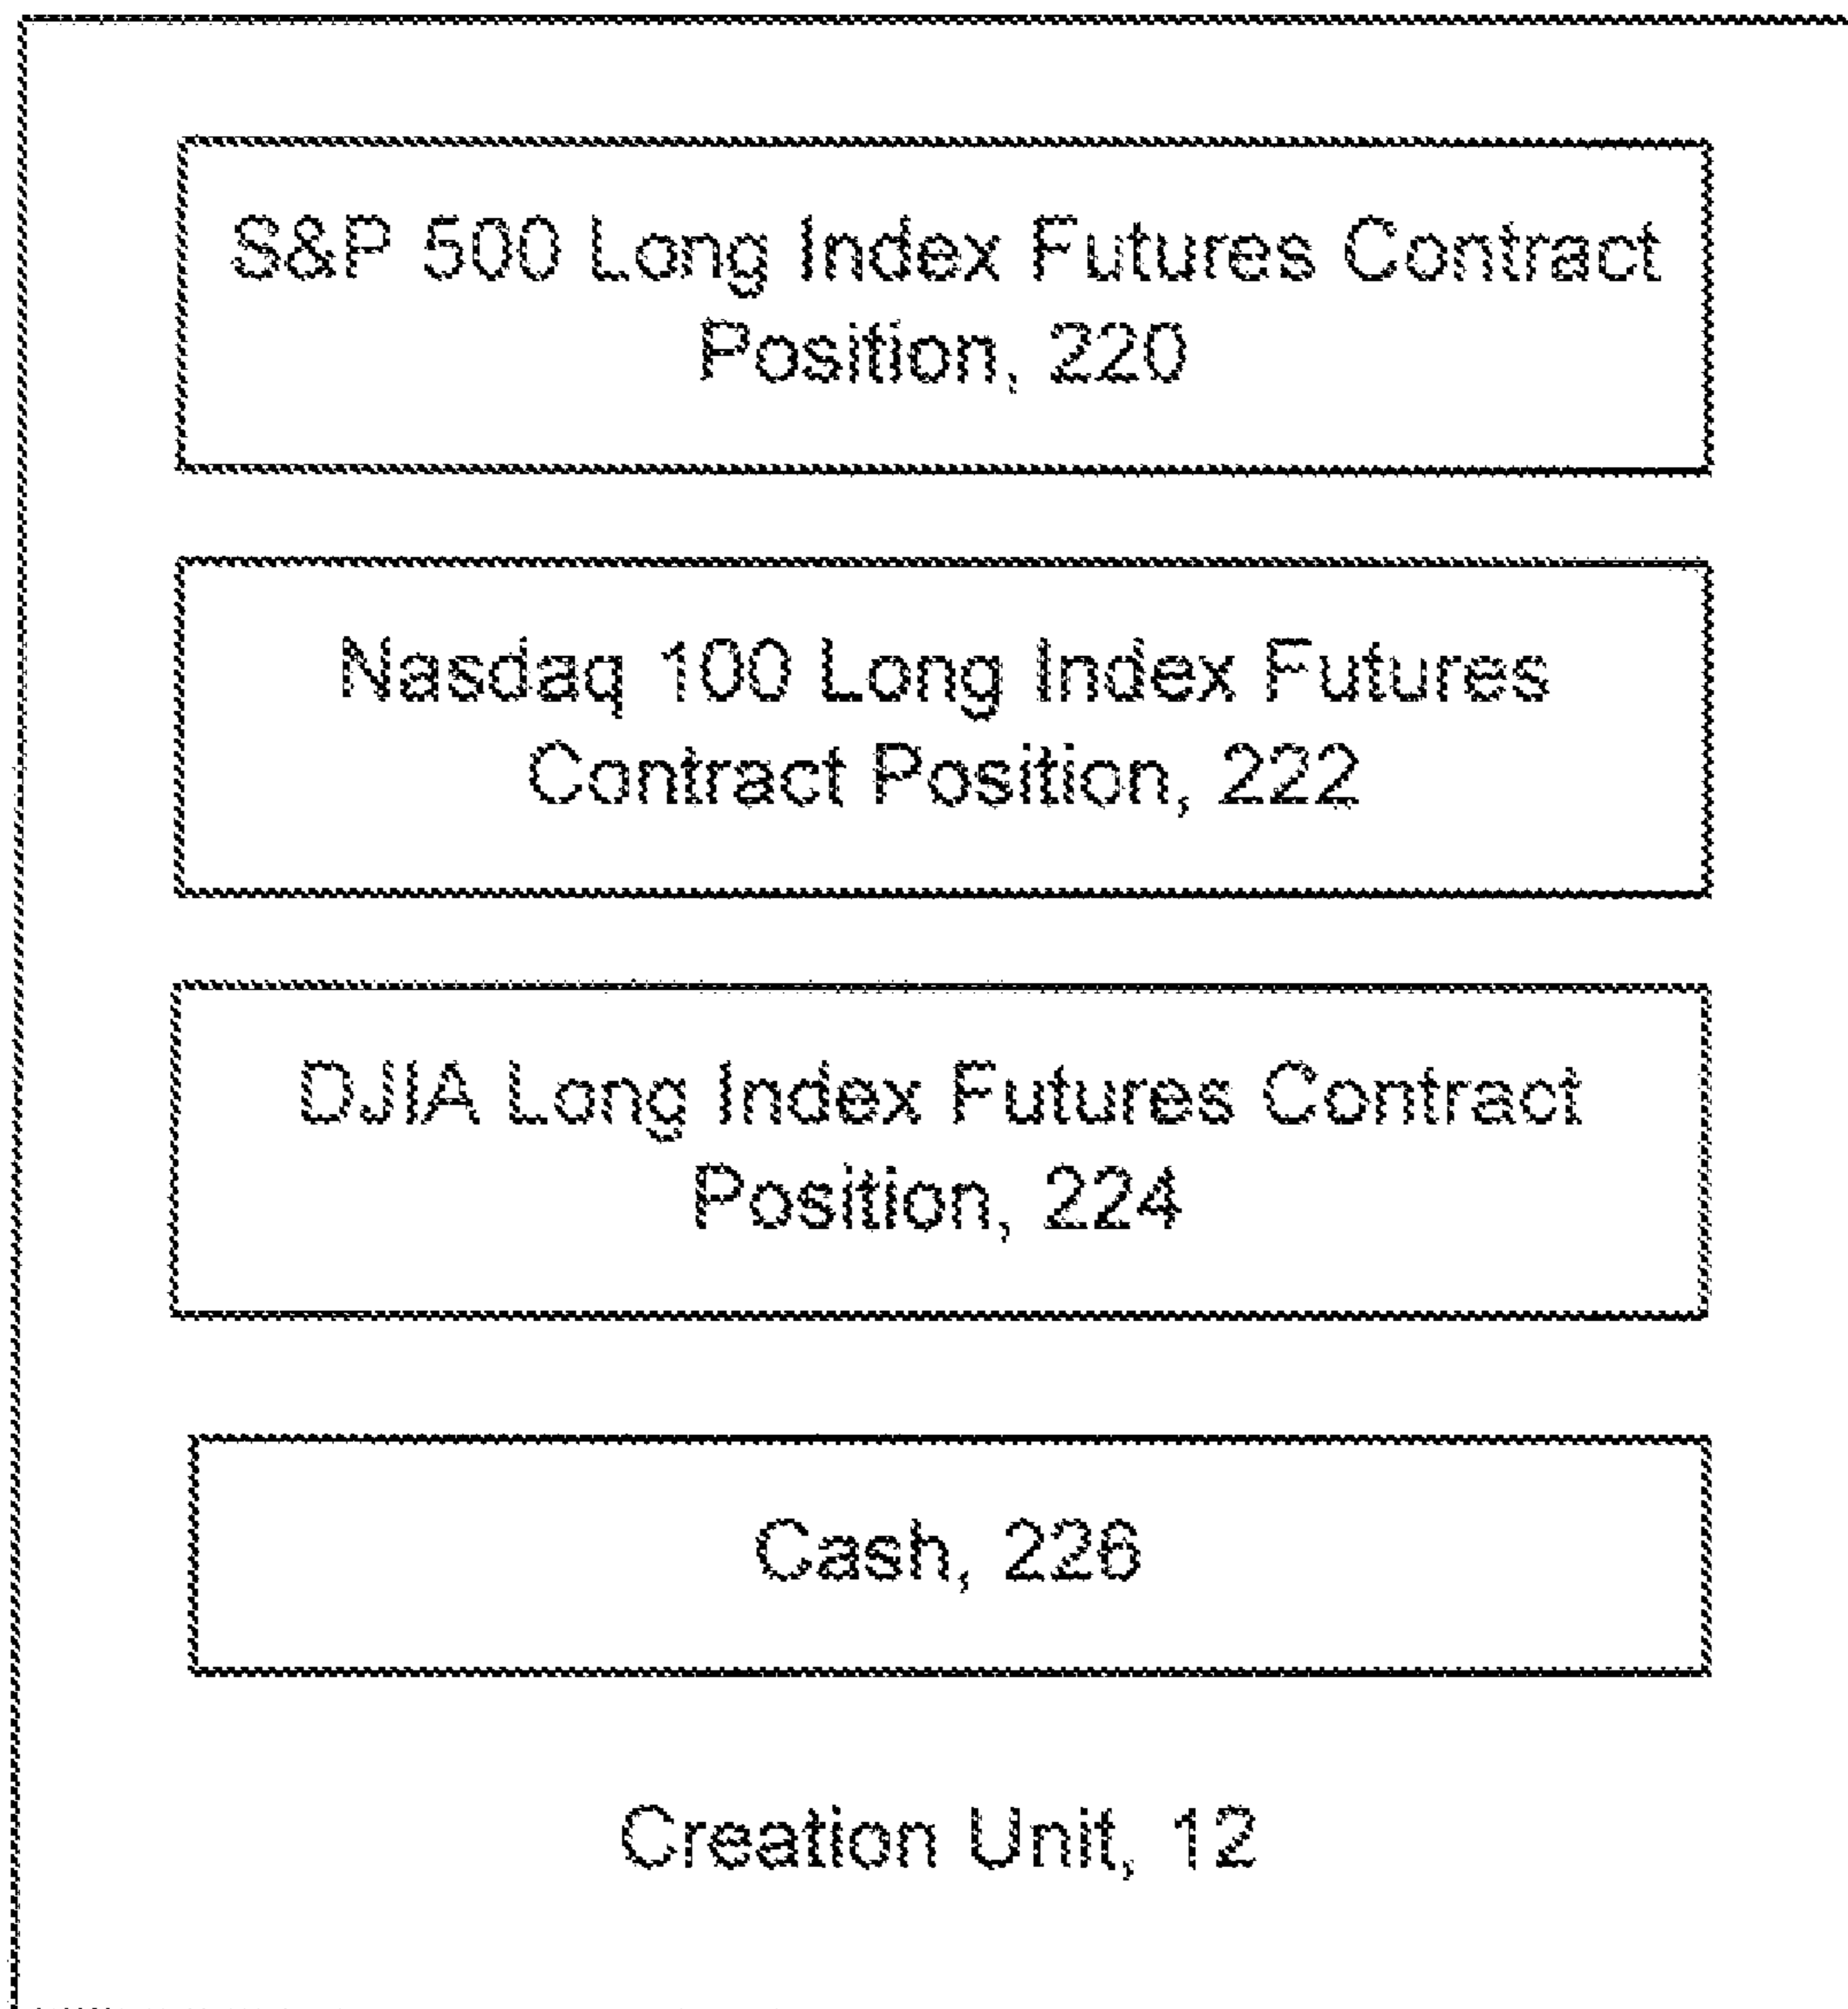 S&P 500 Long Index Futures Contract
Position, 220
Nasdaq 100 Long Index Futures
Contract Position, 222
DJIA Long Index Futures Contract
Position, 224
Cash, 226
Creation Unit, 12